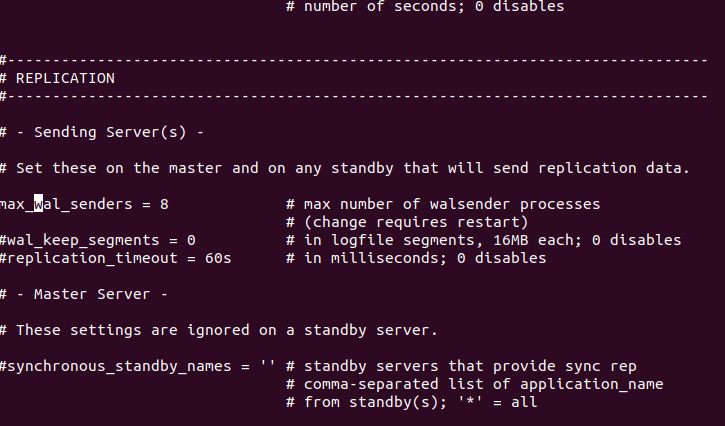 # number of seconds; 0 disables
#------------------------------------------------------------------------------
# REPLICATION
#------------------------------------------------------------------------------
# - Sending Server(s) -
# Set these on the master and on any standby that will send replication data.
max_wal_senders = 8             # max number of walsender processes
                                # (change requires restart)
#wal_keep_segments = 0          # in logfile segments, 16MB each; 0 disables
#replication_timeout = 60s      # in milliseconds; 0 disables
# - Master Server -
# These settings are ignored on a standby server.
#synchronous_standby_names = '' # standby servers that provide sync rep
                                # comma-separated list of application_name
                                # from standby(s); '*' = all